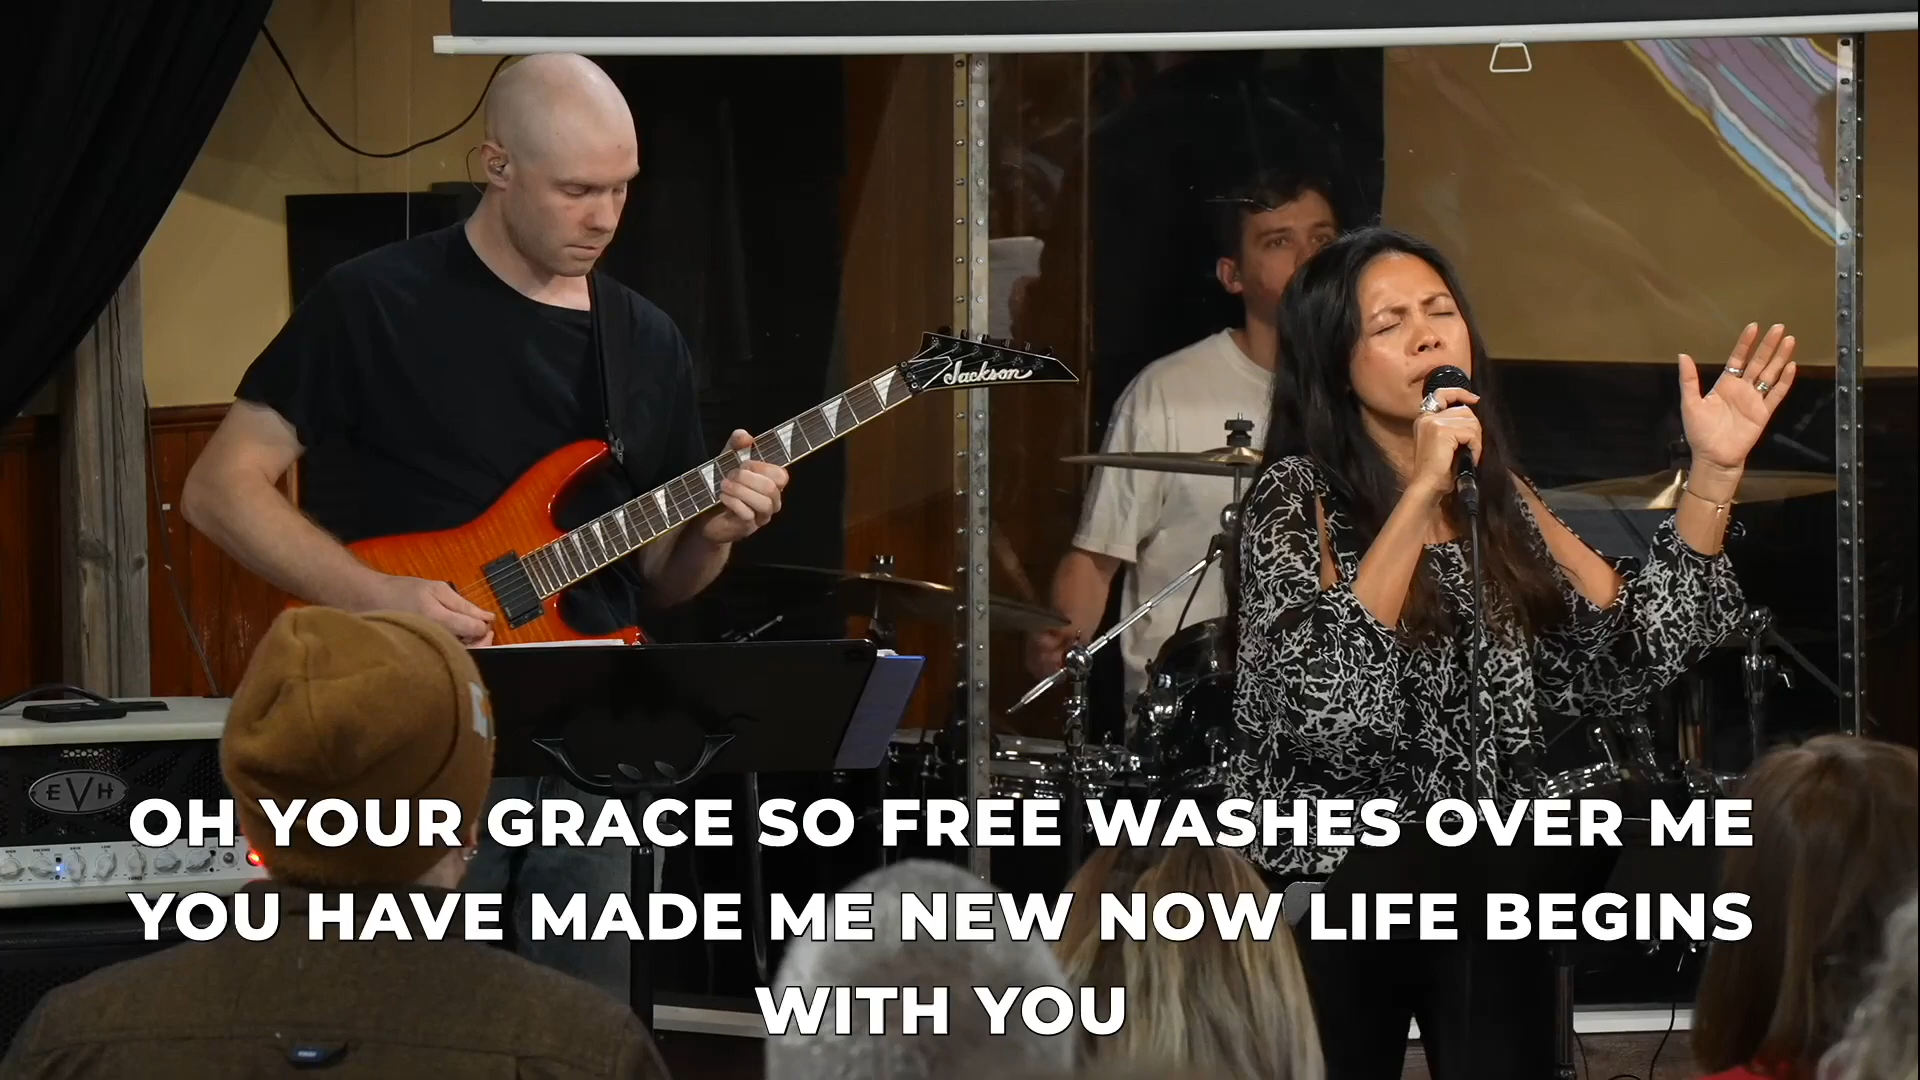 Jackson
EVH
OH YOUR GRACE SO FREE WASHES OVER ME
YOU HAVE MADE ME NEW NOW LIFE BEGINS
WITH YOU